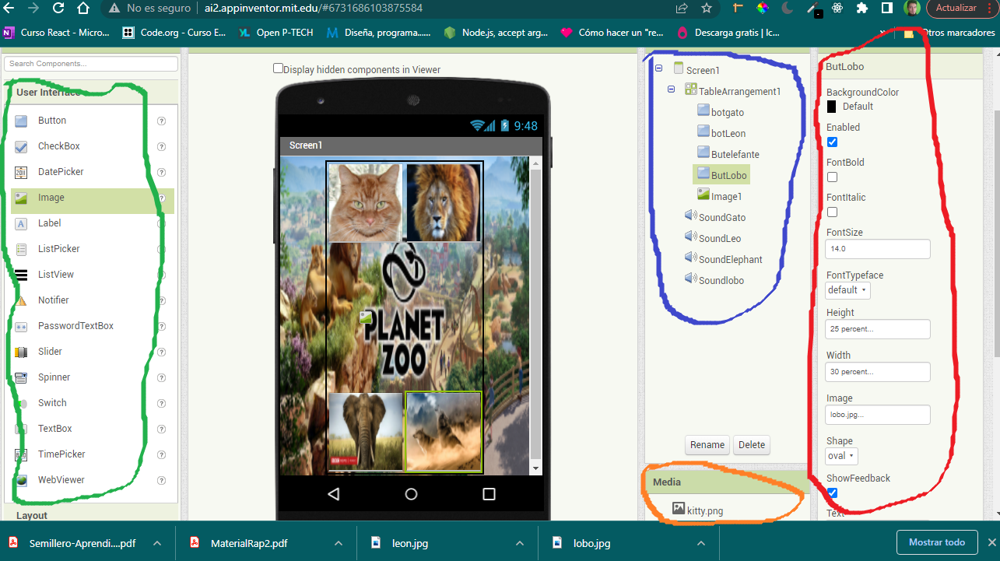 No es seguro
ai2.appinventor.mit.edu/#6731686103875584
Actualizar
Curso React - Micro...
Code.org - Curso E...
Open P-TECH
Diseña, programa......
Node.js, accept arg...
Cómo hacer un "re...
Descarga gratis | Ic...
»
Otros marcadores
Search Components...
User Interface
Button
CheckBox
DatePicker
Image
Label
ListPicker
ListView
Notifier
PasswordTextBox
Slider
Spinner
Switch
TextBox
TimePicker
WebViewer
Layout
Display hidden components in Viewer
9:48
Screen1
PLANET
ZOO
Screen1
TableArrangement1
botgato
botLeon
Butelefante
ButLobo
Image1
SoundGato
SoundLeo
SoundElephant
Soundlobo
Rename
Delete
Media
kitty.png
ButLobo
BackgroundColor
Default
Enabled
FontBold
FontItalic
FontSize
14.0
FontTypeface
default
Height
25 percent...
Width
30 percent...
Image
lobo.jpg...
Shape
oval
ShowFeedback
Text
Semillero-Aprendi....pdf
MaterialRap2.pdf
leon.jpg
lobo.jpg
Mostrar todo